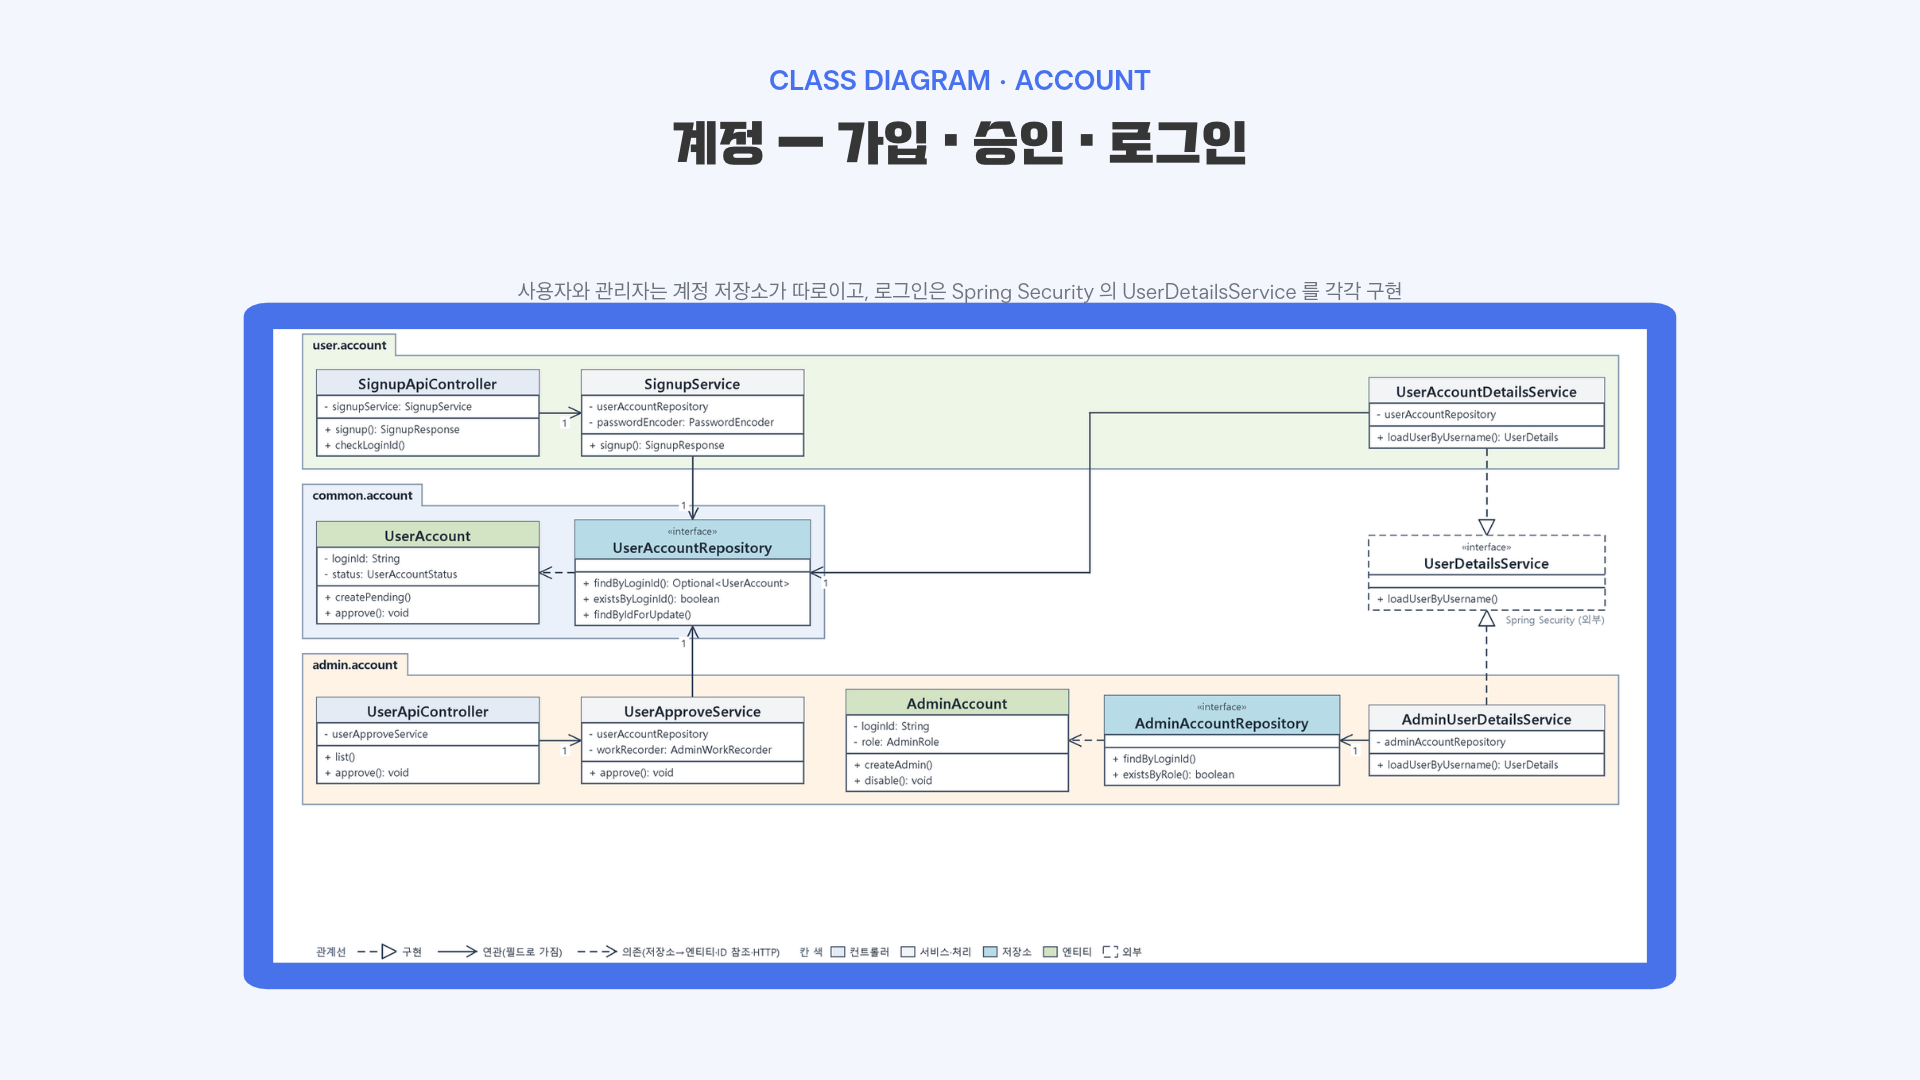 CLASS DIAGRAM · ACCOUNT
계정 — 가입 · 승인 · 로그인
사용자와 관리자는 계정 저장소가 따로이고, 로그인은 Spring Security 의 UserDetailsService 를 각각 구현
user.account
SignupApiController
- signupService: SignupService
+ signup(): SignupResponse
+ checkLoginId()
1
SignupService
- userAccountRepository
- passwordEncoder: PasswordEncoder
+ signup(): SignupResponse
UserAccountDetailsService
- userAccountRepository
+ loadUserByUsername(): UserDetails
common.account
1
UserAccount
- loginId: String
- status: UserAccountStatus
+ createPending()
+ approve(): void
«interface»
UserAccountRepository
+ findByLoginId(): Optional<UserAccount>
+ existsByLoginId(): boolean
+ findByIdForUpdate()
1
1
«interface»
UserDetailsService
+ loadUserByUsername()
Spring Security (외부)
admin.account
UserApiController
- userApproveService
+ list()
+ approve(): void
1
UserApproveService
- userAccountRepository
- workRecorder: AdminWorkRecorder
+ approve(): void
AdminAccount
- loginId: String
- role: AdminRole
+ createAdmin()
+ disable(): void
«interface»
AdminAccountRepository
+ findByLoginId()
+ existsByRole(): boolean
1
AdminUserDetailsService
- adminAccountRepository
+ loadUserByUsername(): UserDetails
관계선 구현 연관(필드로 가짐) 의존(저장소→엔티티·ID 참조·HTTP) 칸 색 컨트롤러 서비스·처리 저장소 엔티티 외부